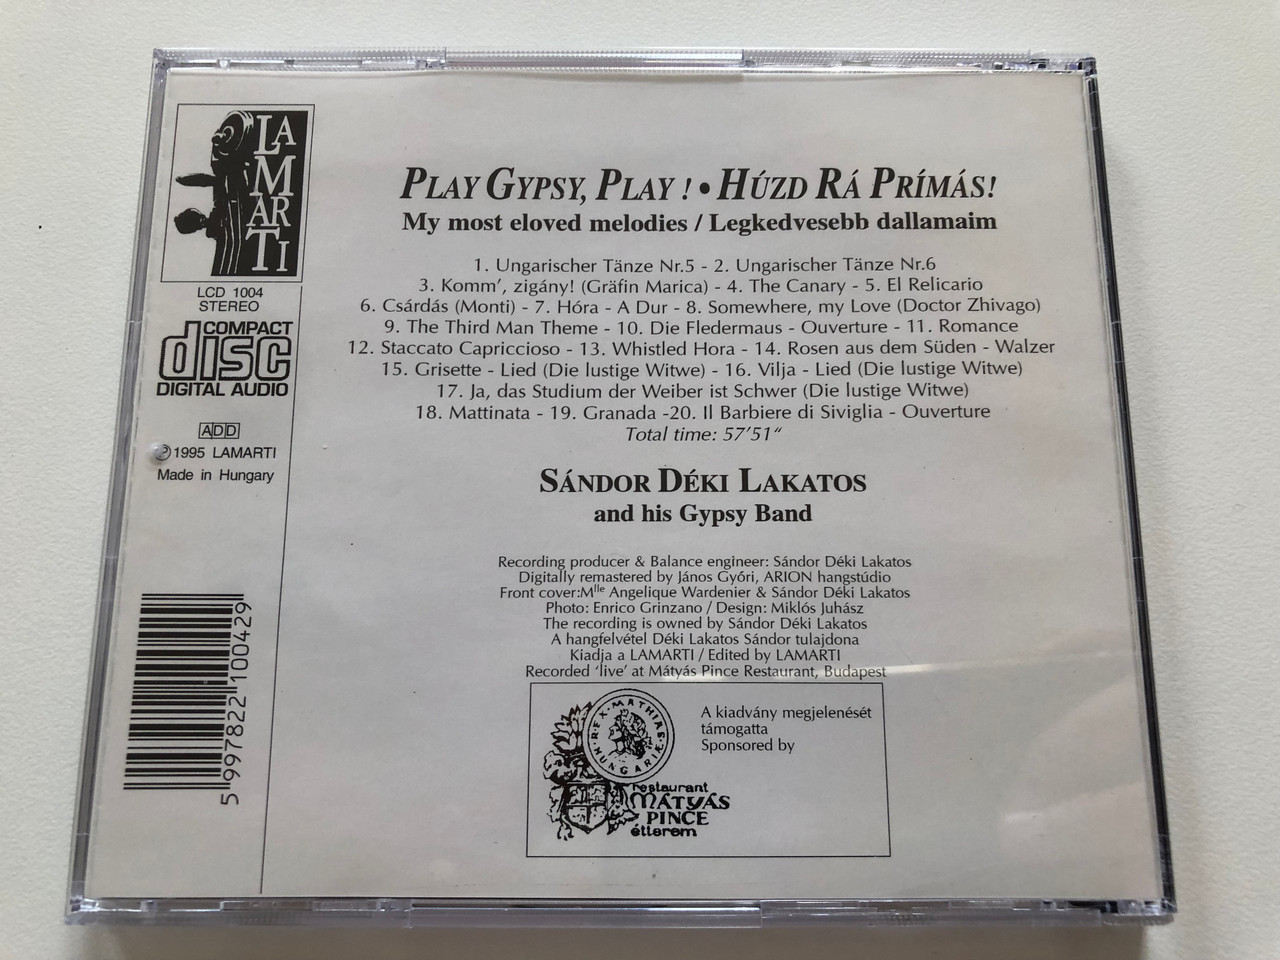 LA
M
AR
TI
LCD 1004
STEREO
COMPACT
disc
DIGITAL AUDIO
ADD
℗1995 LAMARTI
Made in Hungary
5 997822 100429
PLAY GYPSY, PLAY ! • HÚZD RÁ PRÍMÁS!
My most eloved melodies / Legkedvesebb dallamaim
1. Ungarischer Tänze Nr.5 - 2. Ungarischer Tänze Nr.6
3. Komm', zigány! (Gräfin Marica) - 4. The Canary - 5. El Relicario
6. Csárdás (Monti) - 7. Hóra - A Dur - 8. Somewhere, my Love (Doctor Zhivago)
9. The Third Man Theme - 10. Die Fledermaus - Ouverture - 11. Romance
12. Staccato Capriccioso - 13. Whistled Hora - 14. Rosen aus dem Süden - Walzer
15. Grisette - Lied (Die lustige Witwe) - 16. Vilja - Lied (Die lustige Witwe)
17. Ja, das Studium der Weiber ist Schwer (Die lustige Witwe)
18. Mattinata - 19. Granada -20. Il Barbiere di Siviglia - Ouverture
Total time: 57'51"
SÁNDOR DÉKI LAKATOS
and his Gypsy Band
Recording producer & Balance engineer: Sándor Déki Lakatos
Digitally remastered by János Győri, ARION hangstúdio
Front cover:Mlle Angelique Wardenier & Sándor Déki Lakatos
Photo: Enrico Grinzano / Design: Miklós Juhász
The recording is owned by Sándor Déki Lakatos
A hangfelvétel Déki Lakatos Sándor tulajdona
Kiadja a LAMARTI / Edited by LAMARTI
Recorded 'live' at Mátyás Pince Restaurant, Budapest
REX • MATHIAS • HUNGARIÆ •
A kiadvány megjelenését
támogatta
Sponsored by
restaurant
MÁTYÁS
PINCE
étterem